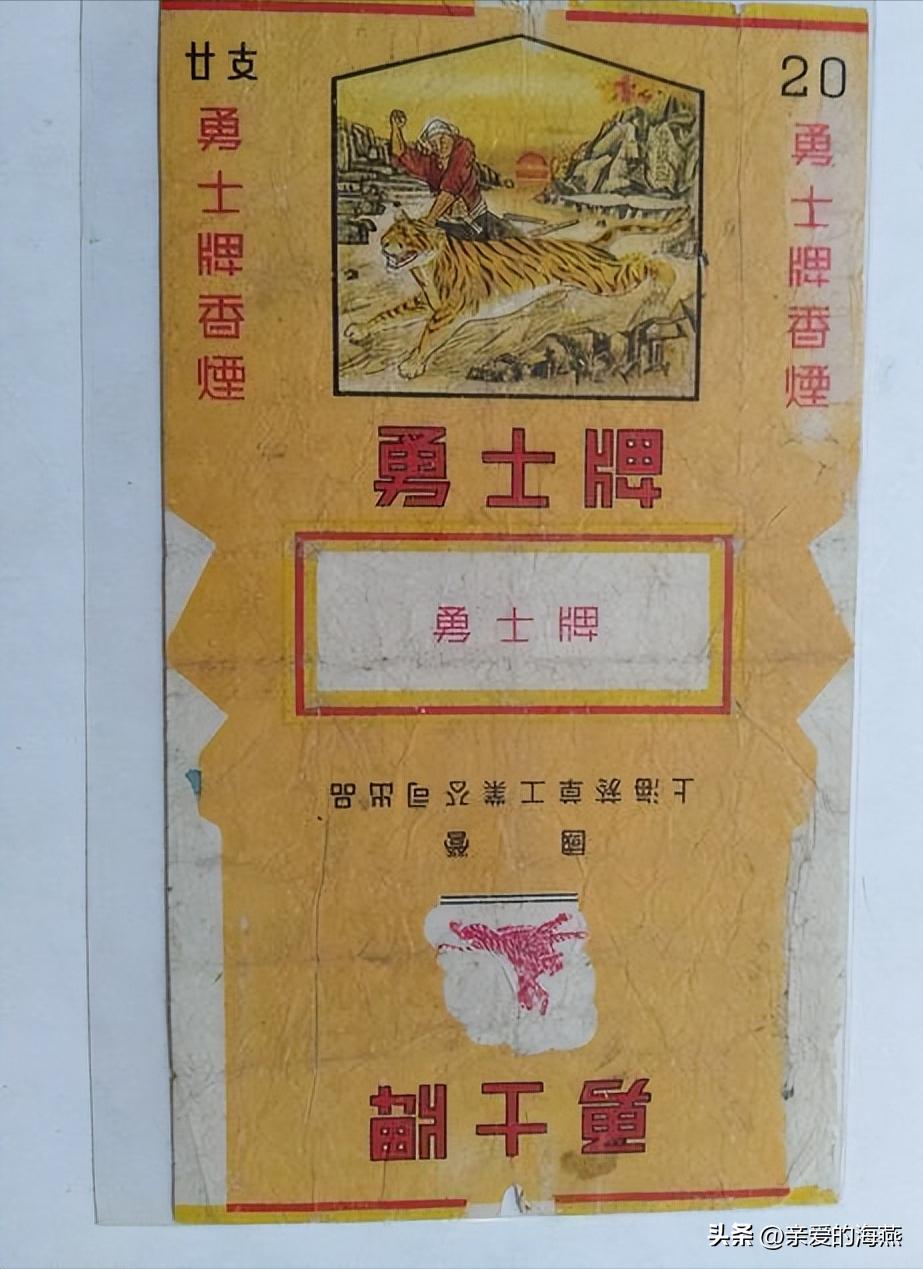 廿支
勇士牌香煙
20
勇士牌香煙
勇士牌
勇士牌
上海菸草工業公司出品
國營
勇士牌
头条 @亲爱的海燕